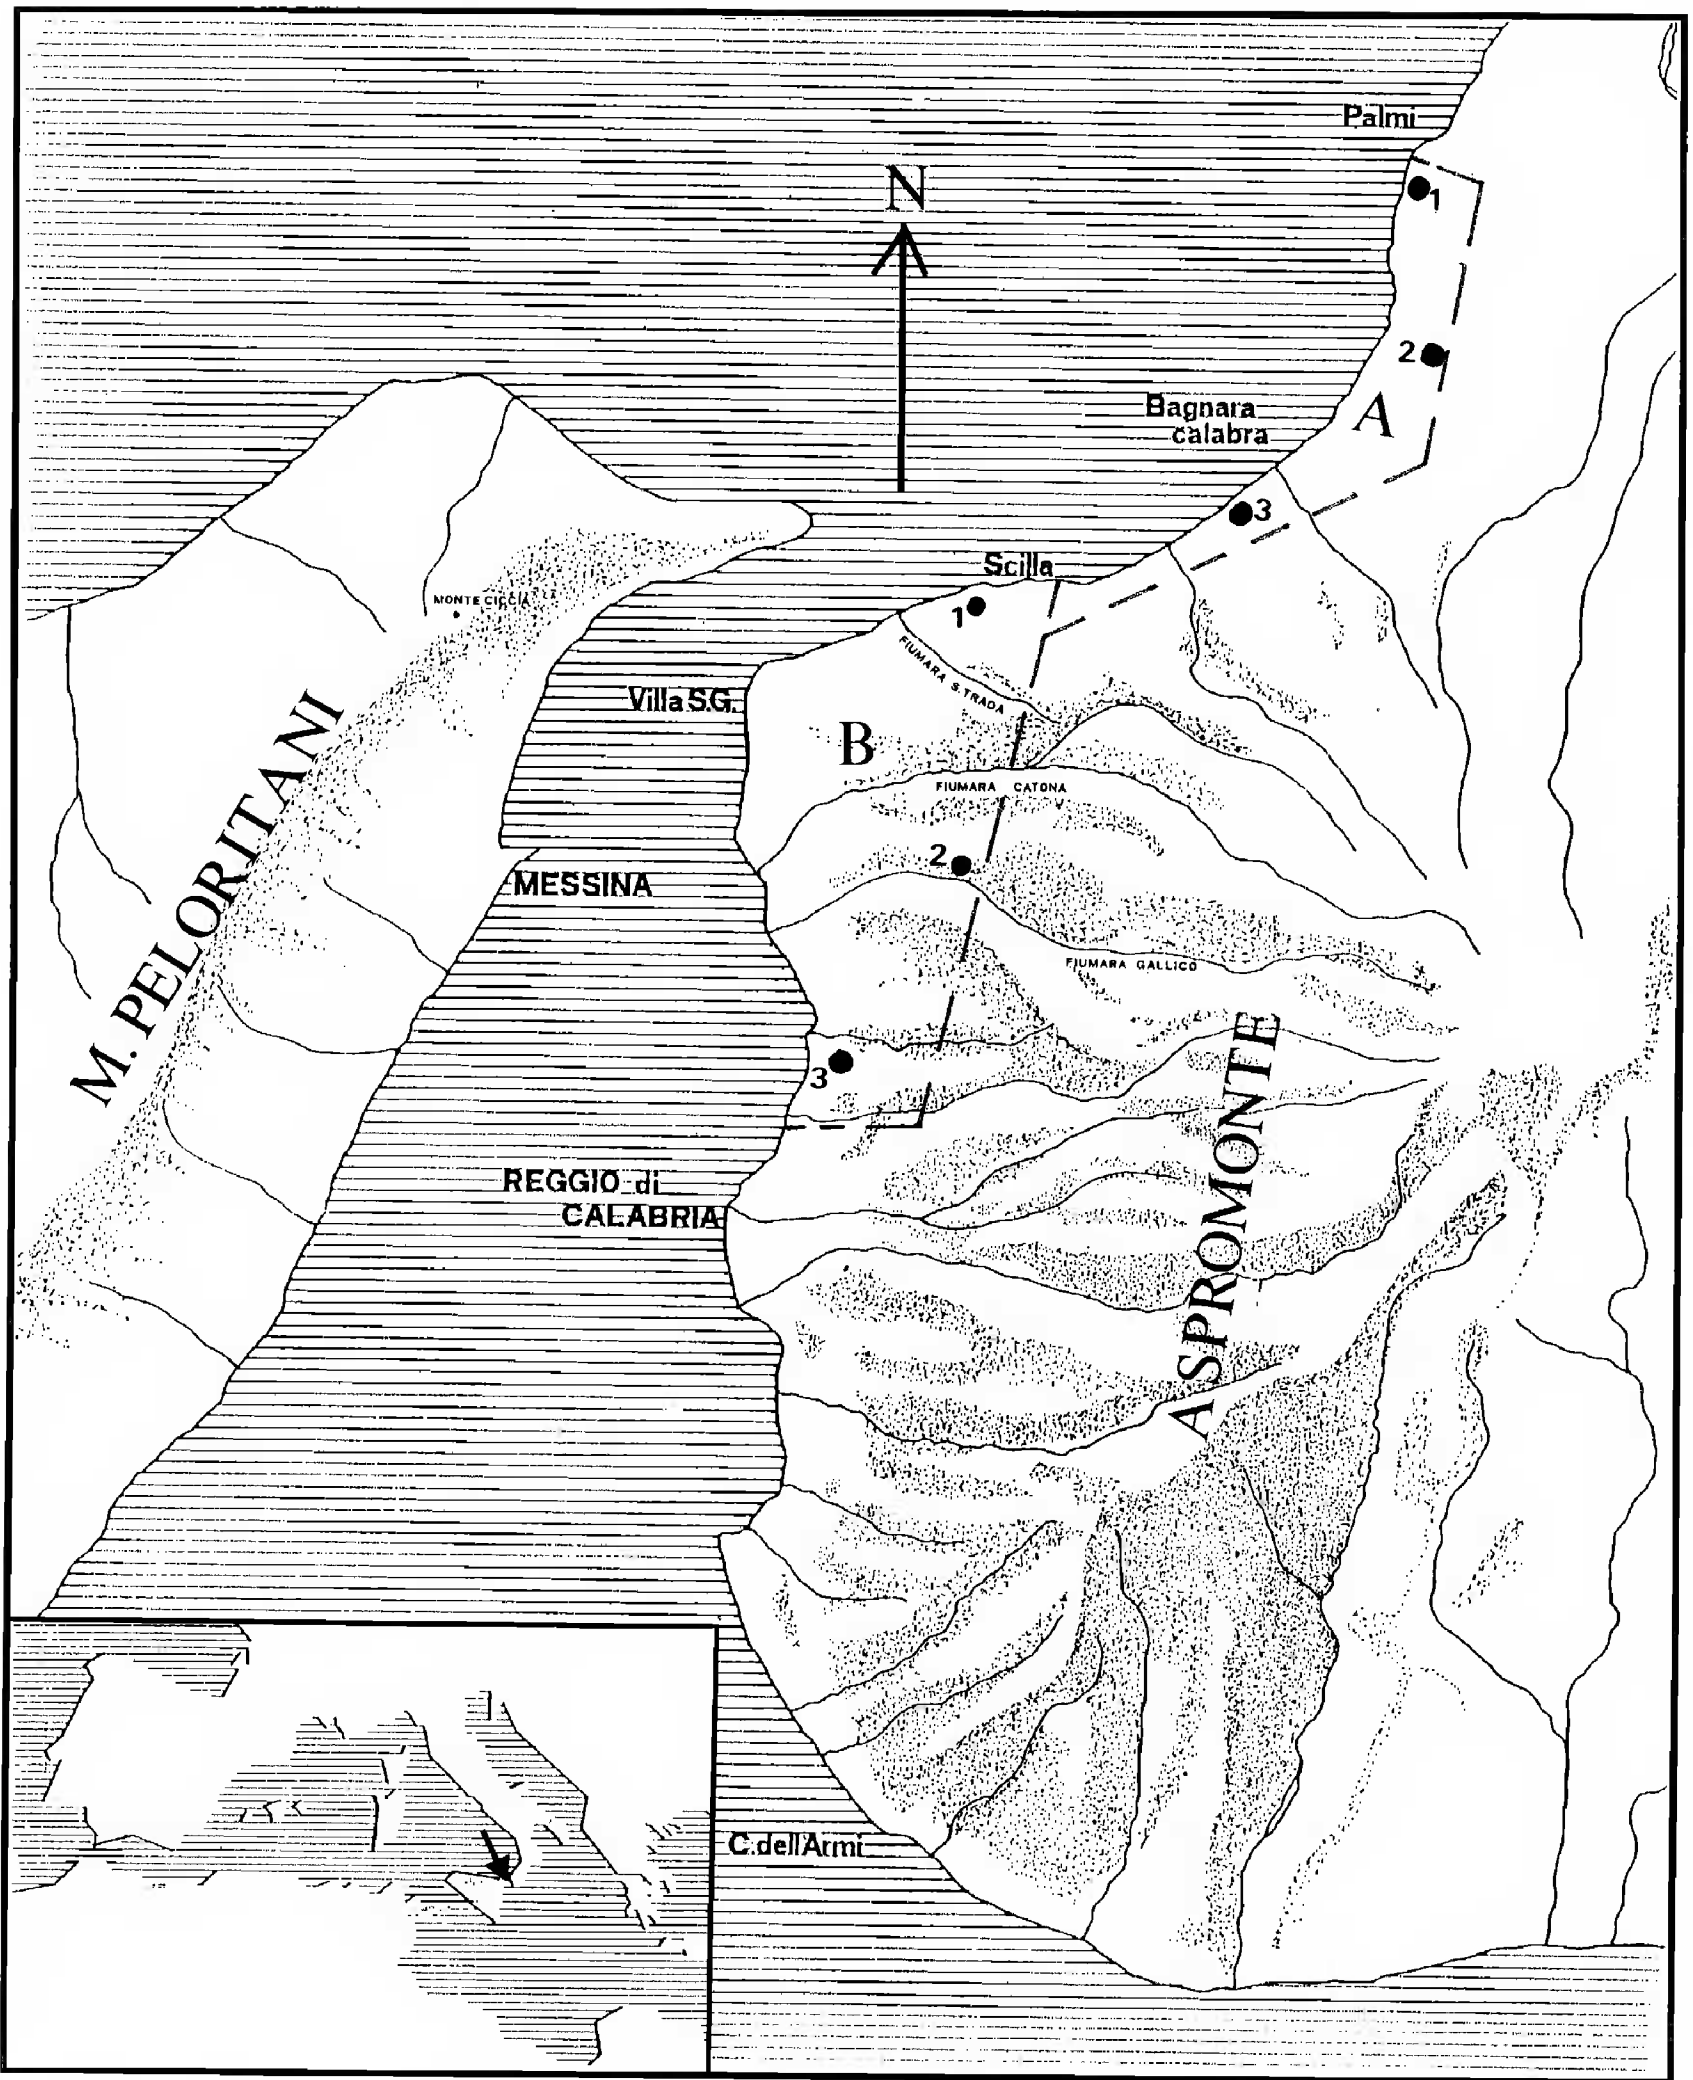 Palmi
N
1
2
A
Bagnara
calabra
3
Scilla
1
MONTE CICCIA
FIUMARA S.TRADA
Villa S.G.
B
FIUMARA CATONA
M. PELORITANI
2
MESSINA
FIUMARA GALLICO
3
ASPROMONTE
REGGIO di
CALABRIA
C.dell'Armi